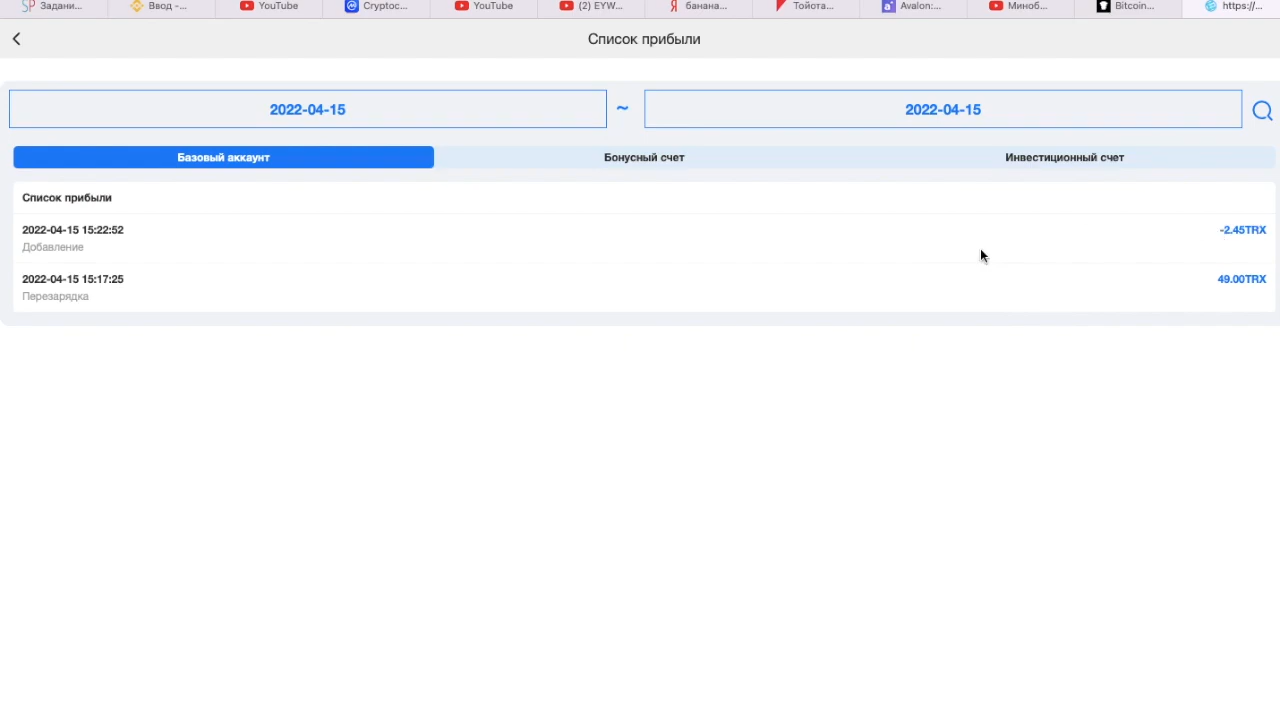 Задани... Ввод -... YouTube Cryptoc... YouTube (2) EYW... банана... Тойота... Avalon:... Миноб... Bitcoin... https://...
Список прибыли
2022-04-15 ~ 2022-04-15
Базовый аккаунт Бонусный счет Инвестиционный счет
Список прибыли
2022-04-15 15:22:52 -2.45TRX
Добавление
2022-04-15 15:17:25 49.00TRX
Перезарядка